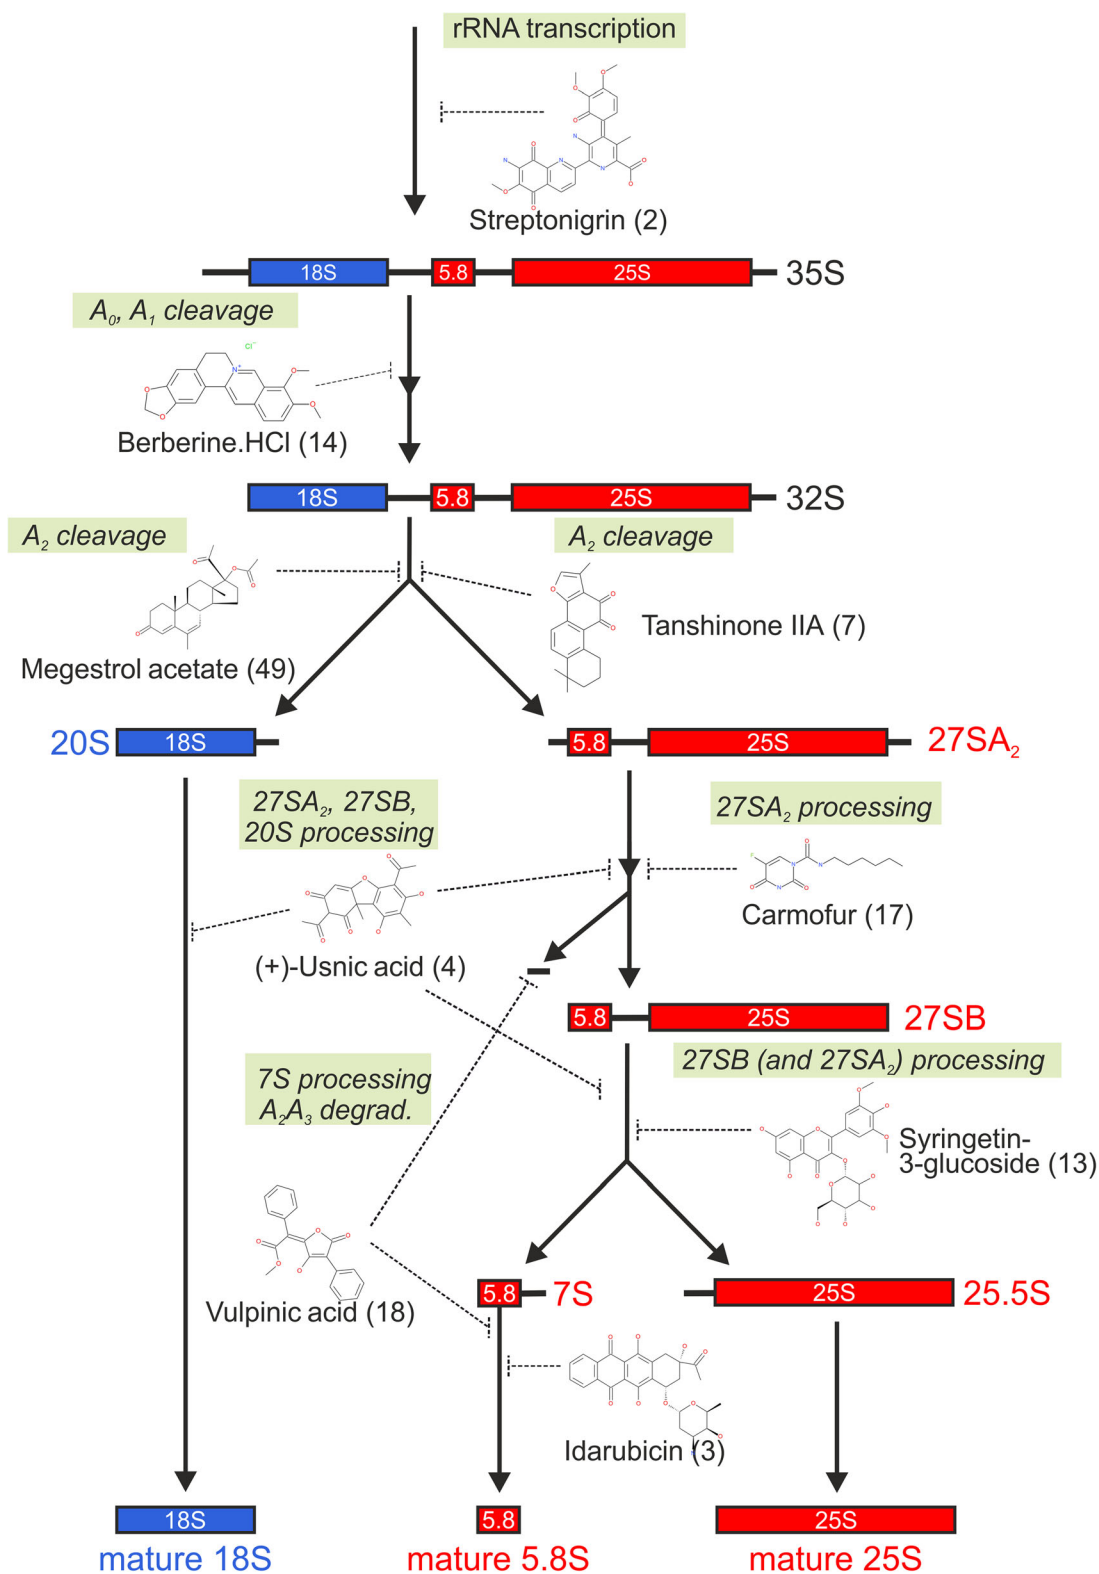 rRNA transcription
Streptonigrin (2)
18S 5.8 25S 35S
A₀, A₁ cleavage
Cl⁻
N⁺
Berberine.HCl (14)
18S 5.8 25S 32S
A₂ cleavage
A₂ cleavage
Tanshinone IIA (7)
Megestrol acetate (49)
20S 18S
5.8 25S 27SA₂
27SA₂, 27SB,
20S processing
27SA₂ processing
Carmofur (17)
(+)-Usnic acid (4)
5.8 25S 27SB
27SB (and 27SA₂) processing
7S processing
A₂A₃ degrad.
Syringetin-
3-glucoside (13)
Vulpinic acid (18)
5.8 7S
25S 25.5S
Idarubicin (3)
18S 5.8 25S
mature 18S mature 5.8S mature 25S